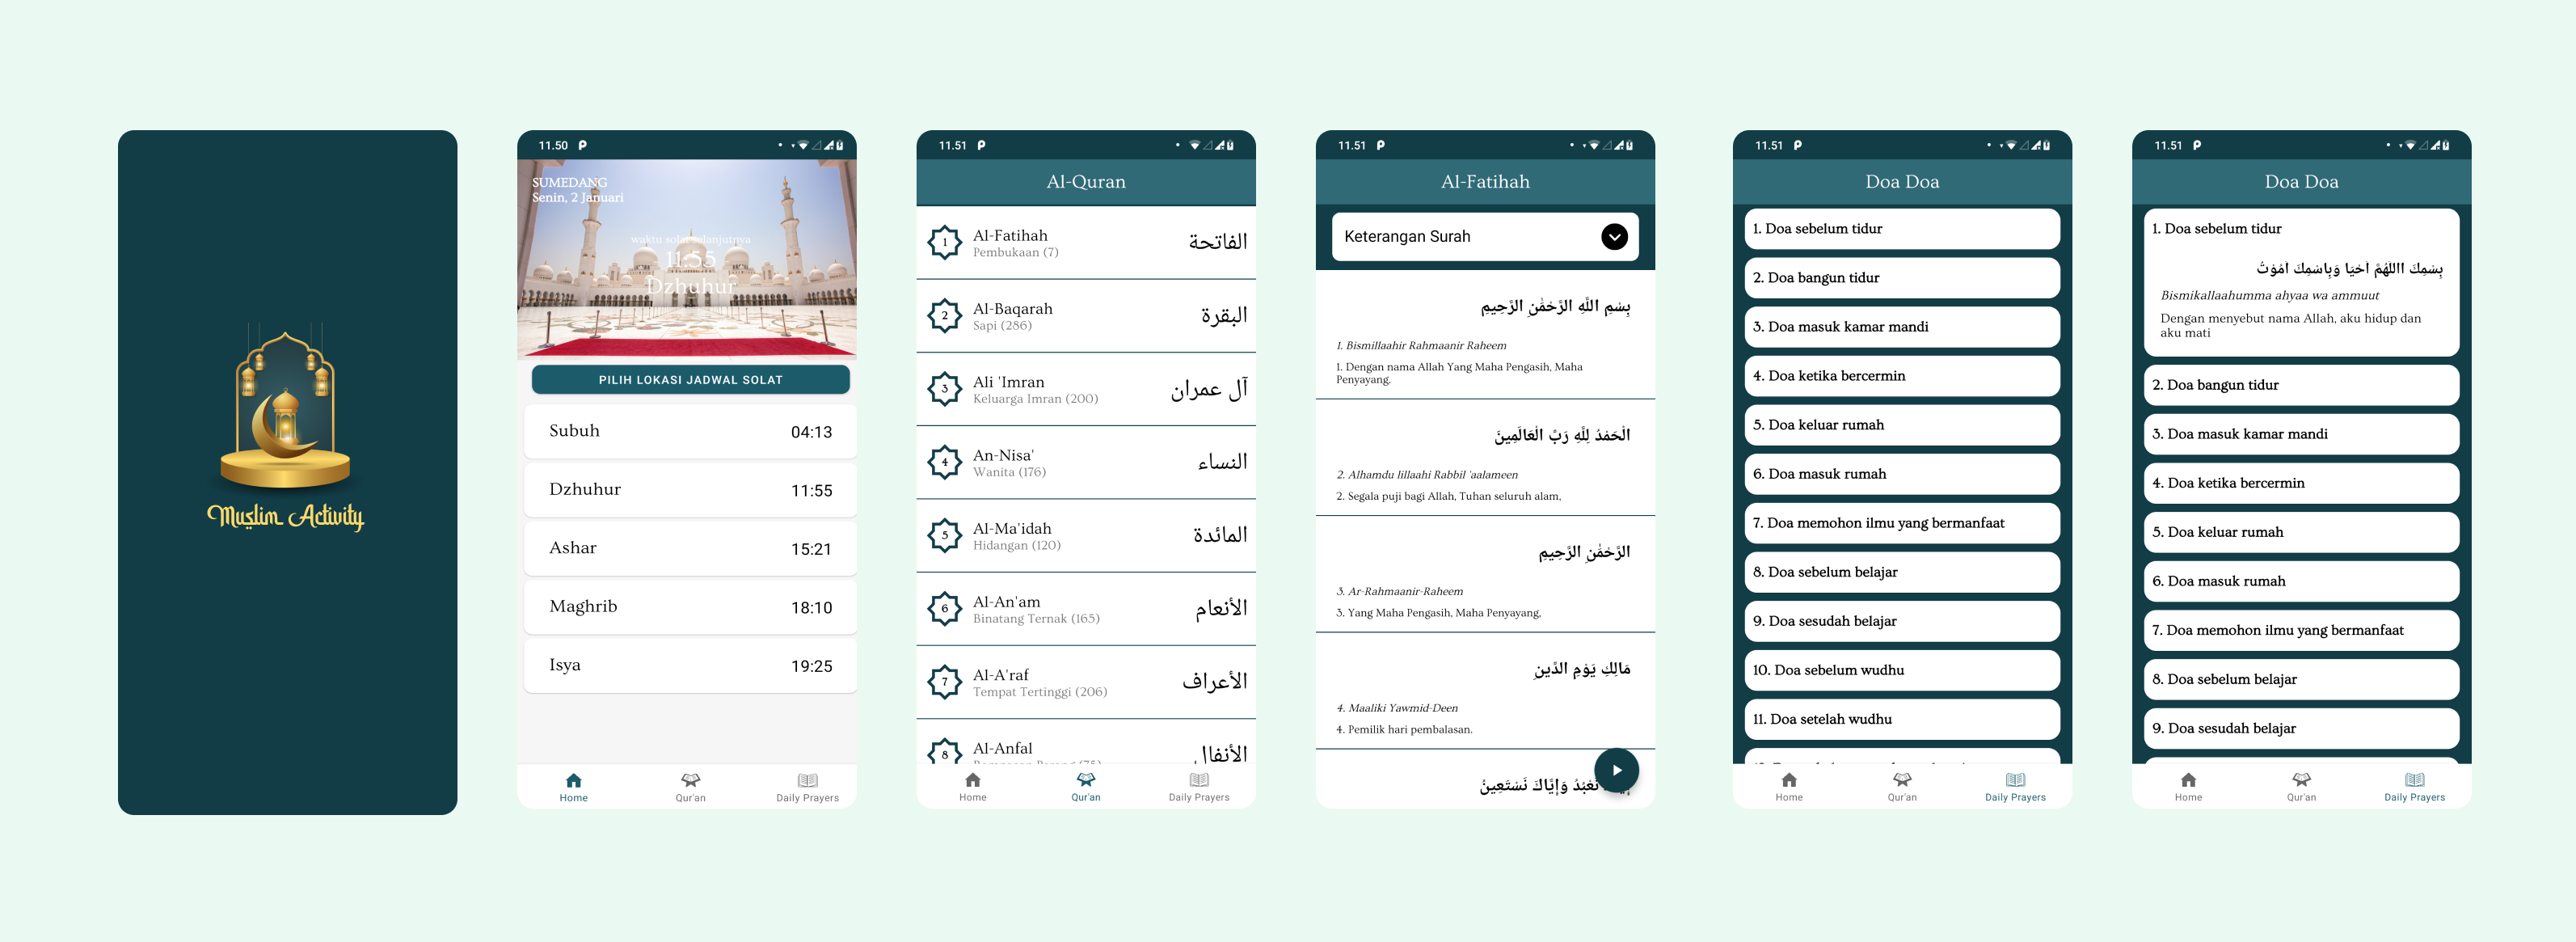 Muslim Activity
11.50
SUMEDANG
Senin, 2 Januari
waktu solat selanjutnya
11:55
Dzhuhur
PILIH LOKASI JADWAL SOLAT
Subuh 04:13
Dzhuhur 11:55
Ashar 15:21
Maghrib 18:10
Isya 19:25
Home Qur'an Daily Prayers
11.51
Al-Quran
1 Al-Fatihah الفاتحة
Pembukaan (7)
2 Al-Baqarah البقرة
Sapi (286)
3 Ali 'Imran آل عمران
Keluarga Imran (200)
4 An-Nisa' النساء
Wanita (176)
5 Al-Ma'idah المائدة
Hidangan (120)
6 Al-An'am الأنعام
Binatang Ternak (165)
7 Al-A'raf الأعراف
Tempat Tertinggi (206)
8 Al-Anfal الأنفال
Home Qur'an Daily Prayers
11.51
Al-Fatihah
Keterangan Surah
بِسْمِ اللَّهِ الرَّحْمَٰنِ الرَّحِيمِ
1. Bismillaahir Rahmaanir Raheem
1. Dengan nama Allah Yang Maha Pengasih, Maha
Penyayang.
الْحَمْدُ لِلَّهِ رَبِّ الْعَالَمِينَ
2. Alhamdu lillaahi Rabbil 'aalameen
2. Segala puji bagi Allah, Tuhan seluruh alam,
الرَّحْمَٰنِ الرَّحِيمِ
3. Ar-Rahmaanir-Raheem
3. Yang Maha Pengasih, Maha Penyayang,
مَالِكِ يَوْمِ الدِّينِ
4. Maaliki Yawmid-Deen
4. Pemilik hari pembalasan.
نَعْبُدُ وَإِيَّاكَ نَسْتَعِينُ
11.51
Doa Doa
1. Doa sebelum tidur
2. Doa bangun tidur
3. Doa masuk kamar mandi
4. Doa ketika bercermin
5. Doa keluar rumah
6. Doa masuk rumah
7. Doa memohon ilmu yang bermanfaat
8. Doa sebelum belajar
9. Doa sesudah belajar
10. Doa sebelum wudhu
11. Doa setelah wudhu
Home Qur'an Daily Prayers
11.51
Doa Doa
1. Doa sebelum tidur
بِسْمِكَ االلّٰهُمَّ اَحْيَا وَبِاسْمِكَ اَمُوْتُ
Bismikallaahumma ahyaa wa ammuut
Dengan menyebut nama Allah, aku hidup dan
aku mati
2. Doa bangun tidur
3. Doa masuk kamar mandi
4. Doa ketika bercermin
5. Doa keluar rumah
6. Doa masuk rumah
7. Doa memohon ilmu yang bermanfaat
8. Doa sebelum belajar
9. Doa sesudah belajar
Home Qur'an Daily Prayers